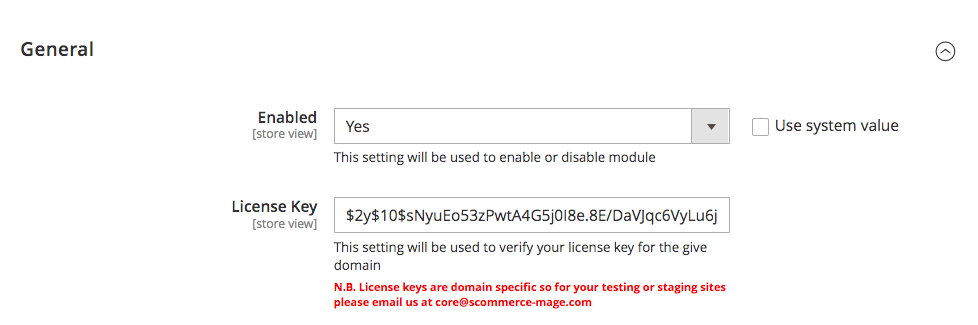 General
Enabled
[store view]
Yes
Use system value
This setting will be used to enable or disable module
License Key
[store view]
$2y$10$sNyuEo53zPwtA4G5j0I8e.8E/DaVJqc6VyLu6j
This setting will be used to verify your license key for the give
domain
N.B. License keys are domain specific so for your testing or staging sites
please email us at core@scommerce-mage.com